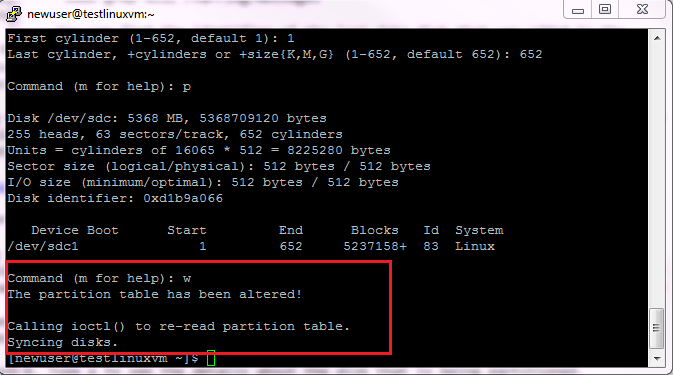 newuser@testlinuxvm:~
First cylinder (1-652, default 1): 1
Last cylinder, +cylinders or +size{K,M,G} (1-652, default 652): 652
Command (m for help): p
Disk /dev/sdc: 5368 MB, 5368709120 bytes
255 heads, 63 sectors/track, 652 cylinders
Units = cylinders of 16065 * 512 = 8225280 bytes
Sector size (logical/physical): 512 bytes / 512 bytes
I/O size (minimum/optimal): 512 bytes / 512 bytes
Disk identifier: 0xd1b9a066
Device Boot Start End Blocks Id System
/dev/sdc1 1 652 5237158+ 83 Linux
Command (m for help): w
The partition table has been altered!
Calling ioctl() to re-read partition table.
Syncing disks.
[newuser@testlinuxvm ~]$